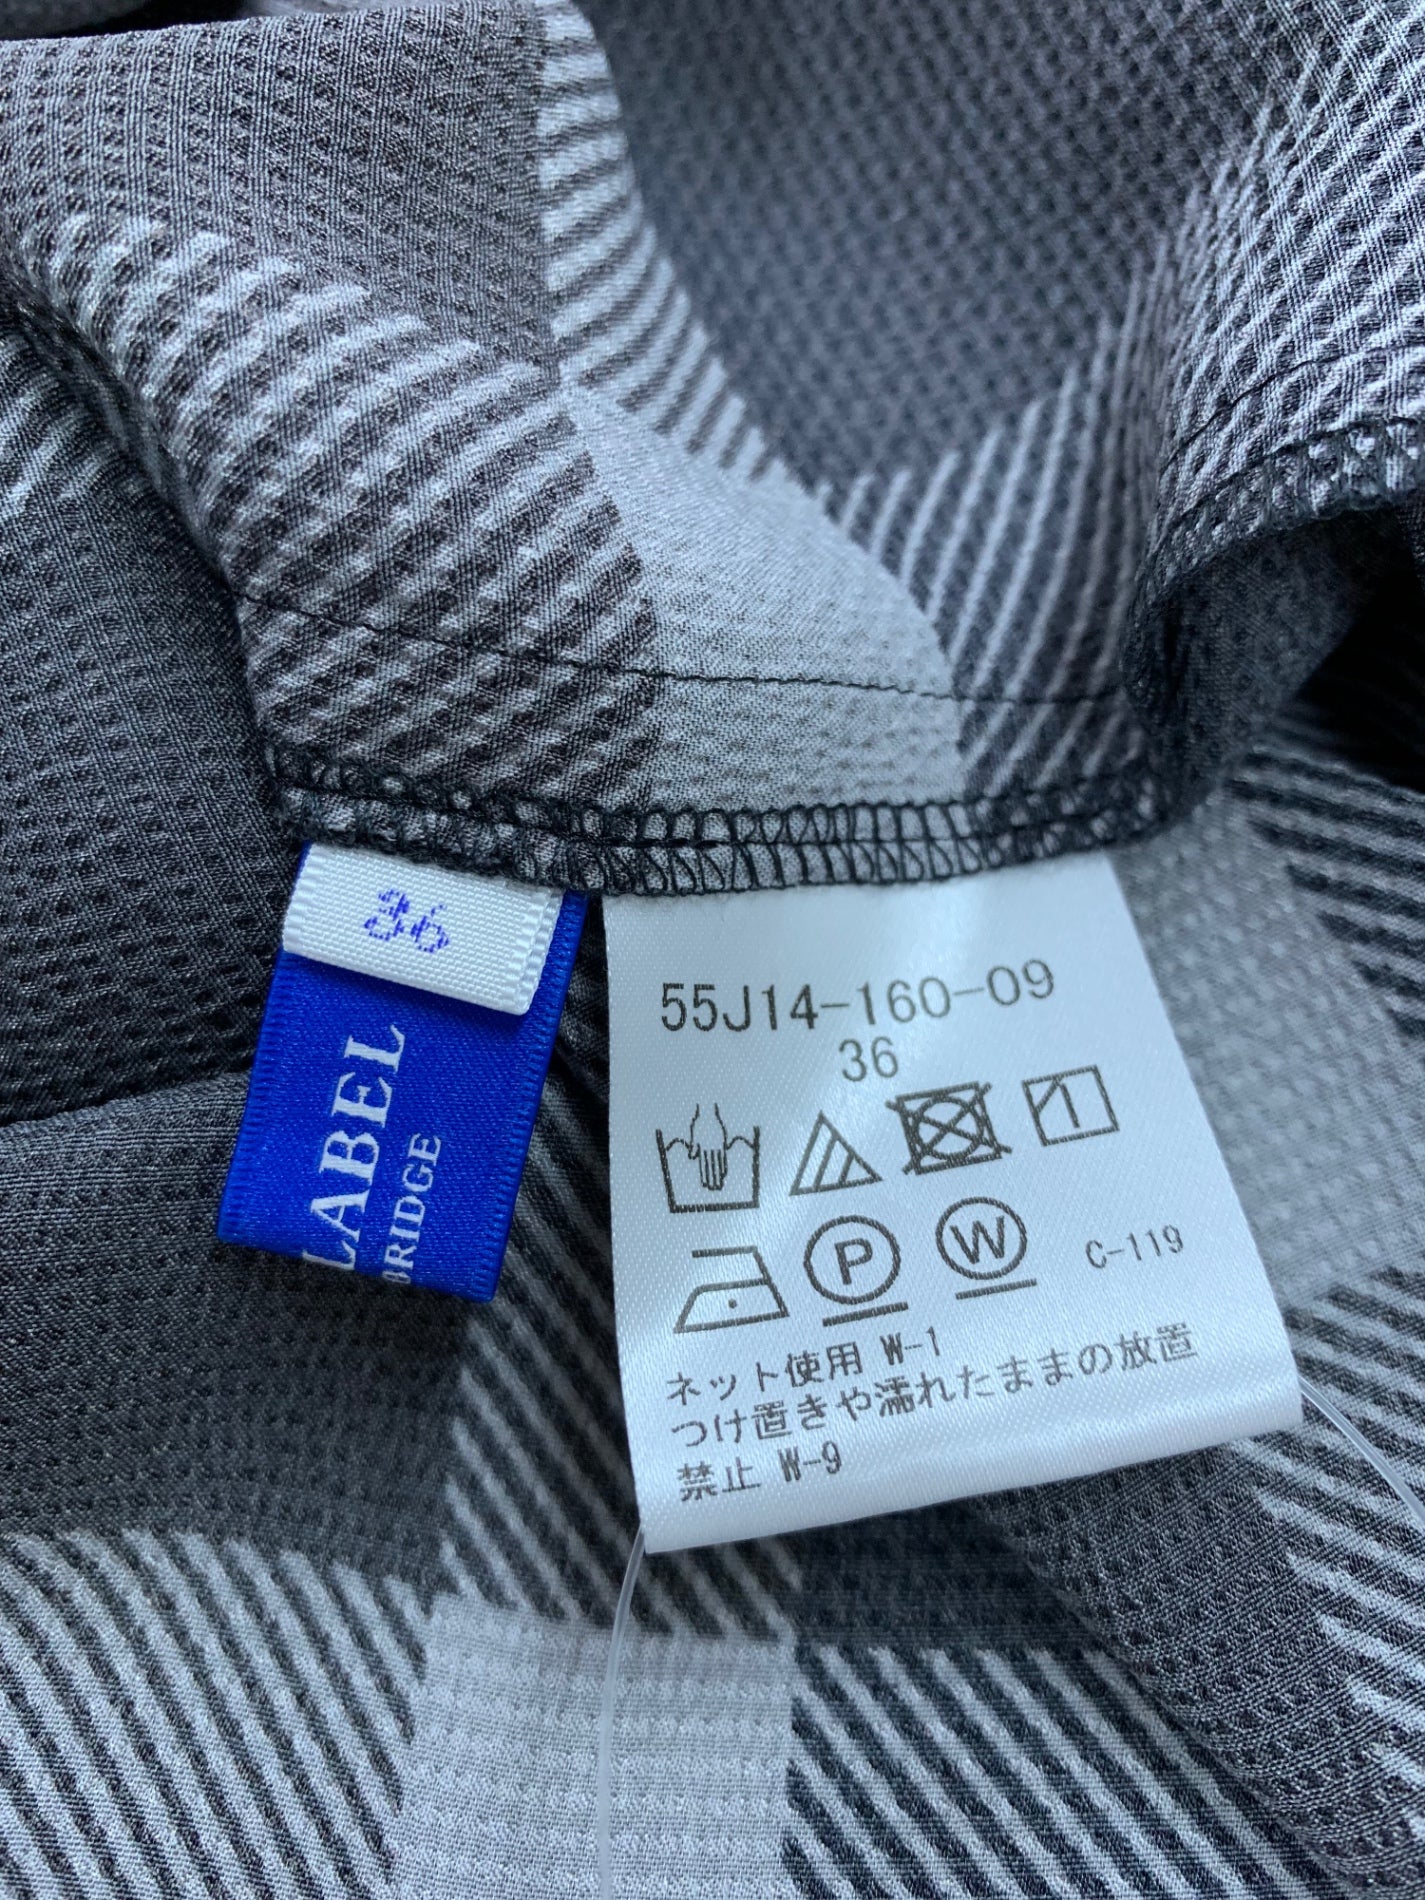 36
LABEL
BRIDGE
55J14-160-09
36
P
W
C-119
ネット使用 W-1
つけ置きや濡れたままの放置
禁止 W-9